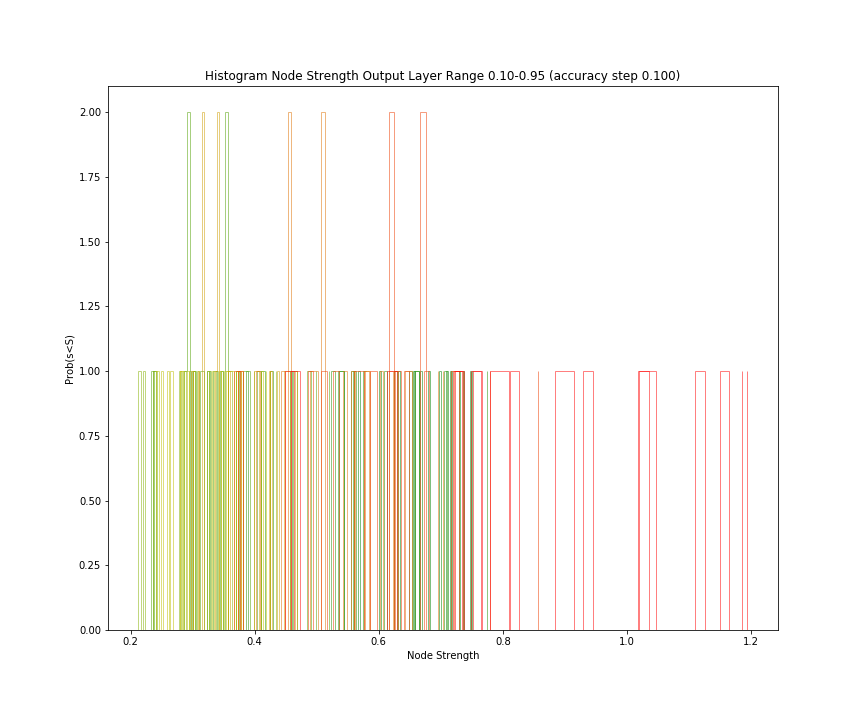 Histogram Node Strength Output Layer Range 0.10-0.95 (accuracy step 0.100)
2.00
1.75
1.50
1.25
1.00
0.75
0.50
0.25
0.00
Prob(s<S)
0.2 0.4 0.6 0.8 1.0 1.2
Node Strength